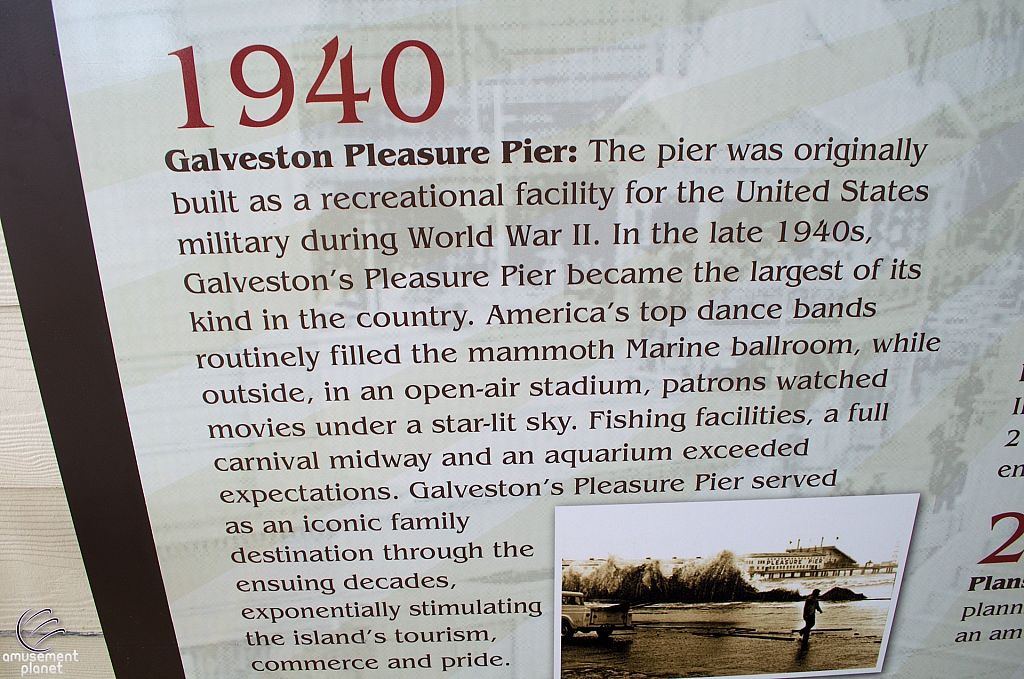 1940
Galveston Pleasure Pier: The pier was originally
built as a recreational facility for the United States
military during World War II. In the late 1940s,
Galveston's Pleasure Pier became the largest of its
kind in the country. America's top dance bands
routinely filled the mammoth Marine ballroom, while
outside, in an open-air stadium, patrons watched
movies under a star-lit sky. Fishing facilities, a full
carnival midway and an aquarium exceeded
expectations. Galveston's Pleasure Pier served
as an iconic family
destination through the
ensuing decades,
exponentially stimulating
the island's tourism,
commerce and pride.
PLEASURE PIER
2
2
an am
amusement
planet